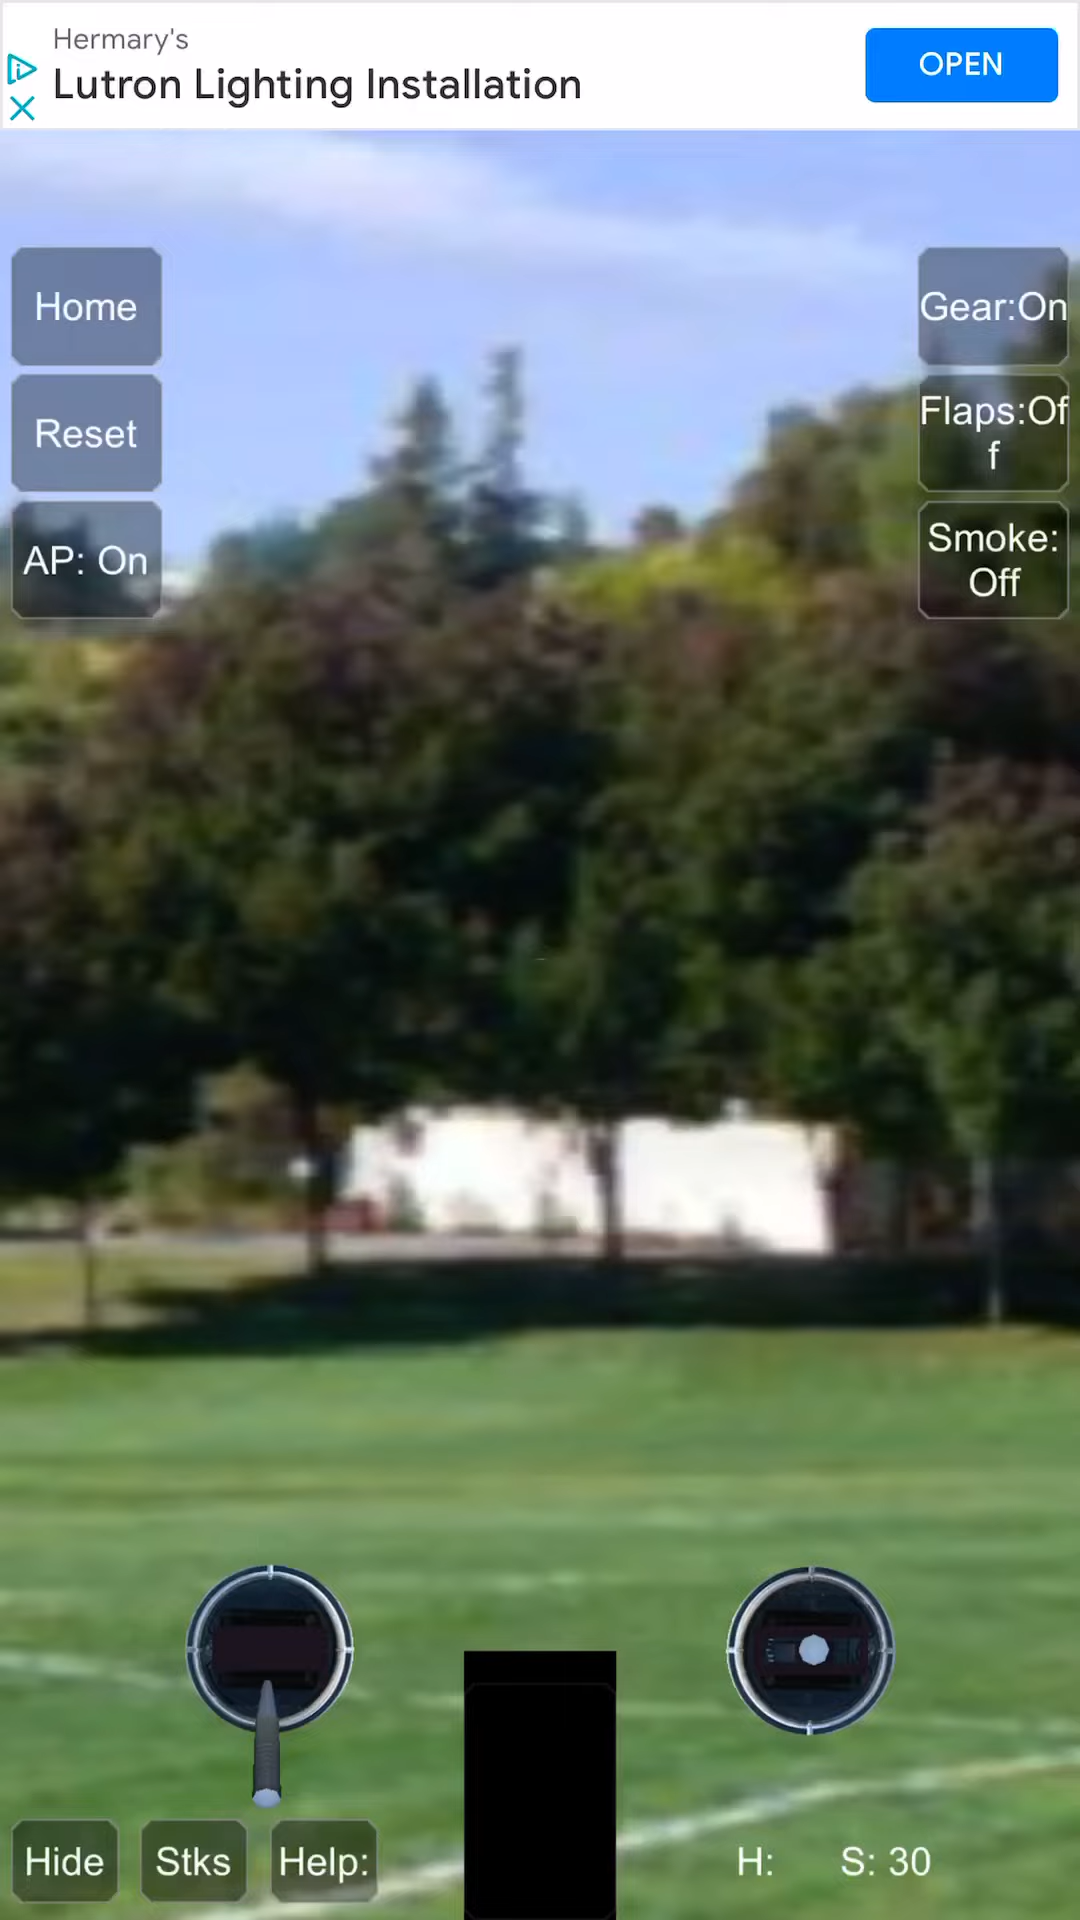 Hermary's
Lutron Lighting Installation
OPEN
Home
Gear:On
Reset
Flaps:Of
f
AP: On
Smoke:
Off
Hide
Stks
Help:
H:
S: 30